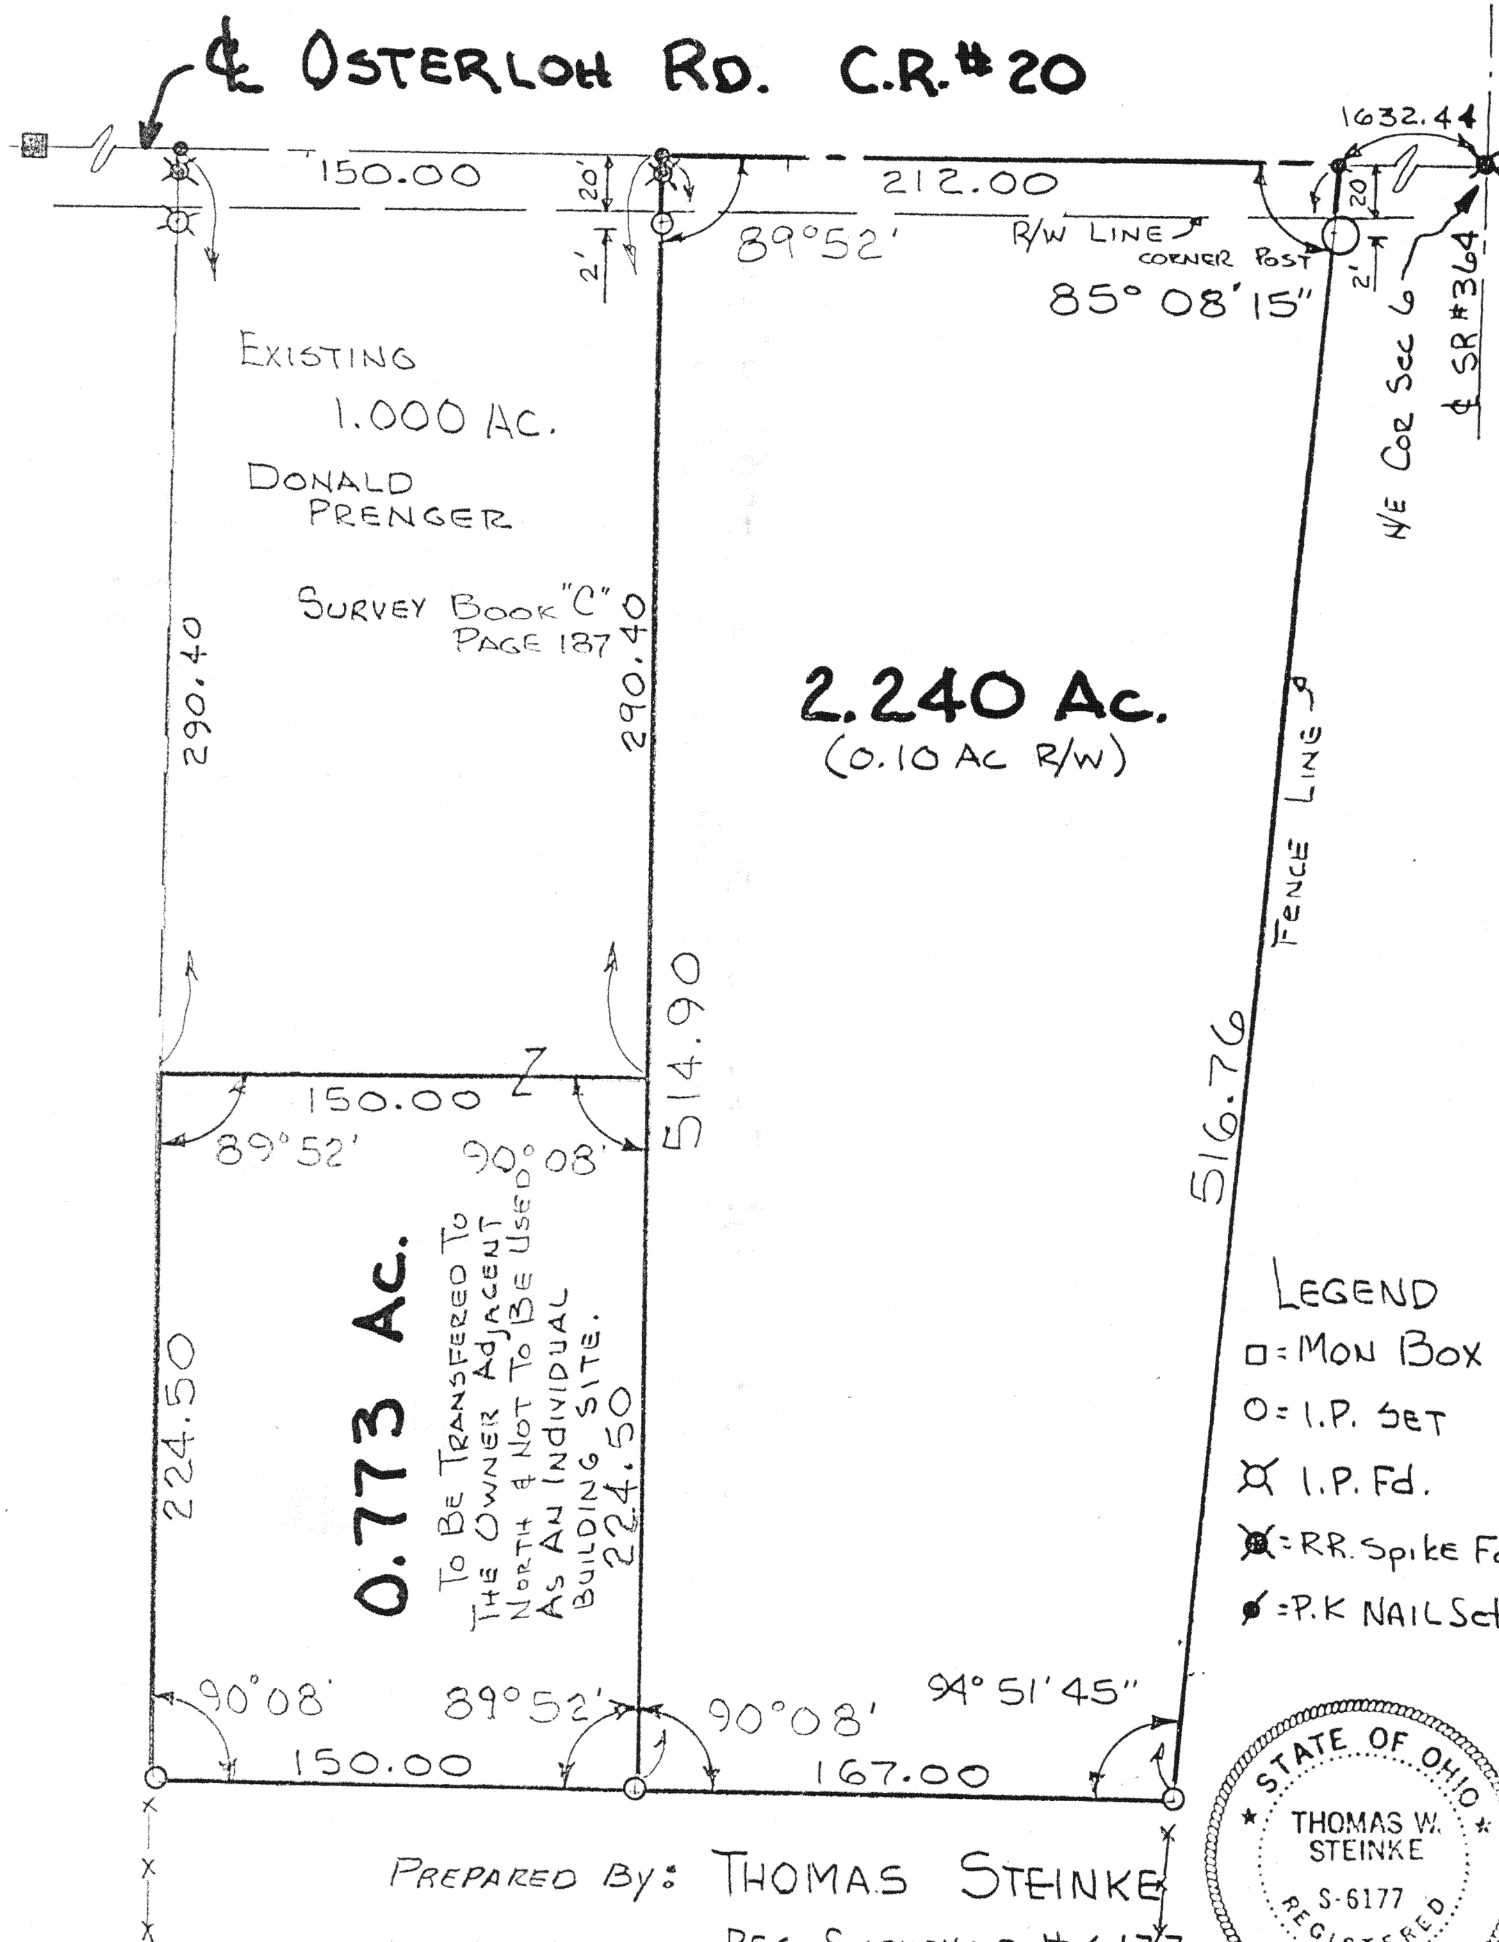 ℄ OSTERLOH RD. C.R.#20
1632.44
150.00
20'
212.00
20'
2'
89°52'
R/W LINE
CORNER POST
2'
85°08'15"
N/E COR SEC 6
℄ SR #364
EXISTING
1.000 AC.
DONALD
PRENGER
SURVEY BOOK "C"
PAGE 187
290.40
290.40
2.240 AC.
(0.10 AC R/W)
FENCE LINE
514.90
516.76
150.00
89°52'
90°08'
0.773 AC.
TO BE TRANSFERED TO
THE OWNER ADJACENT
NORTH & NOT TO BE USED
AS AN INDIVIDUAL
BUILDING SITE.
224.50
224.50
LEGEND
□ = MON BOX
○ = I.P. SET
I.P. Fd.
= RR. Spike Fd
= P.K NAIL Set
90°08'
89°52'
90°08'
94°51'45"
150.00
167.00
STATE OF OHIO
THOMAS W.
STEINKE
S-6177
REGISTERED
PREPARED BY: THOMAS STEINKE